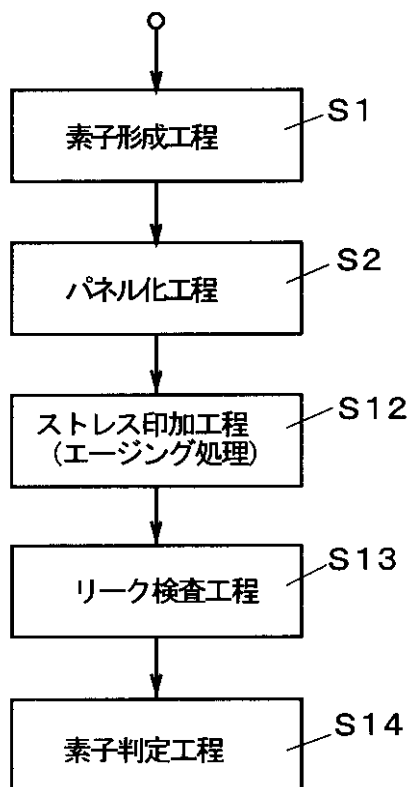 素子形成工程
S1
パネル化工程
S2
ストレス印加工程
(エージング処理)
S12
リーク検査工程
S13
素子判定工程
S14